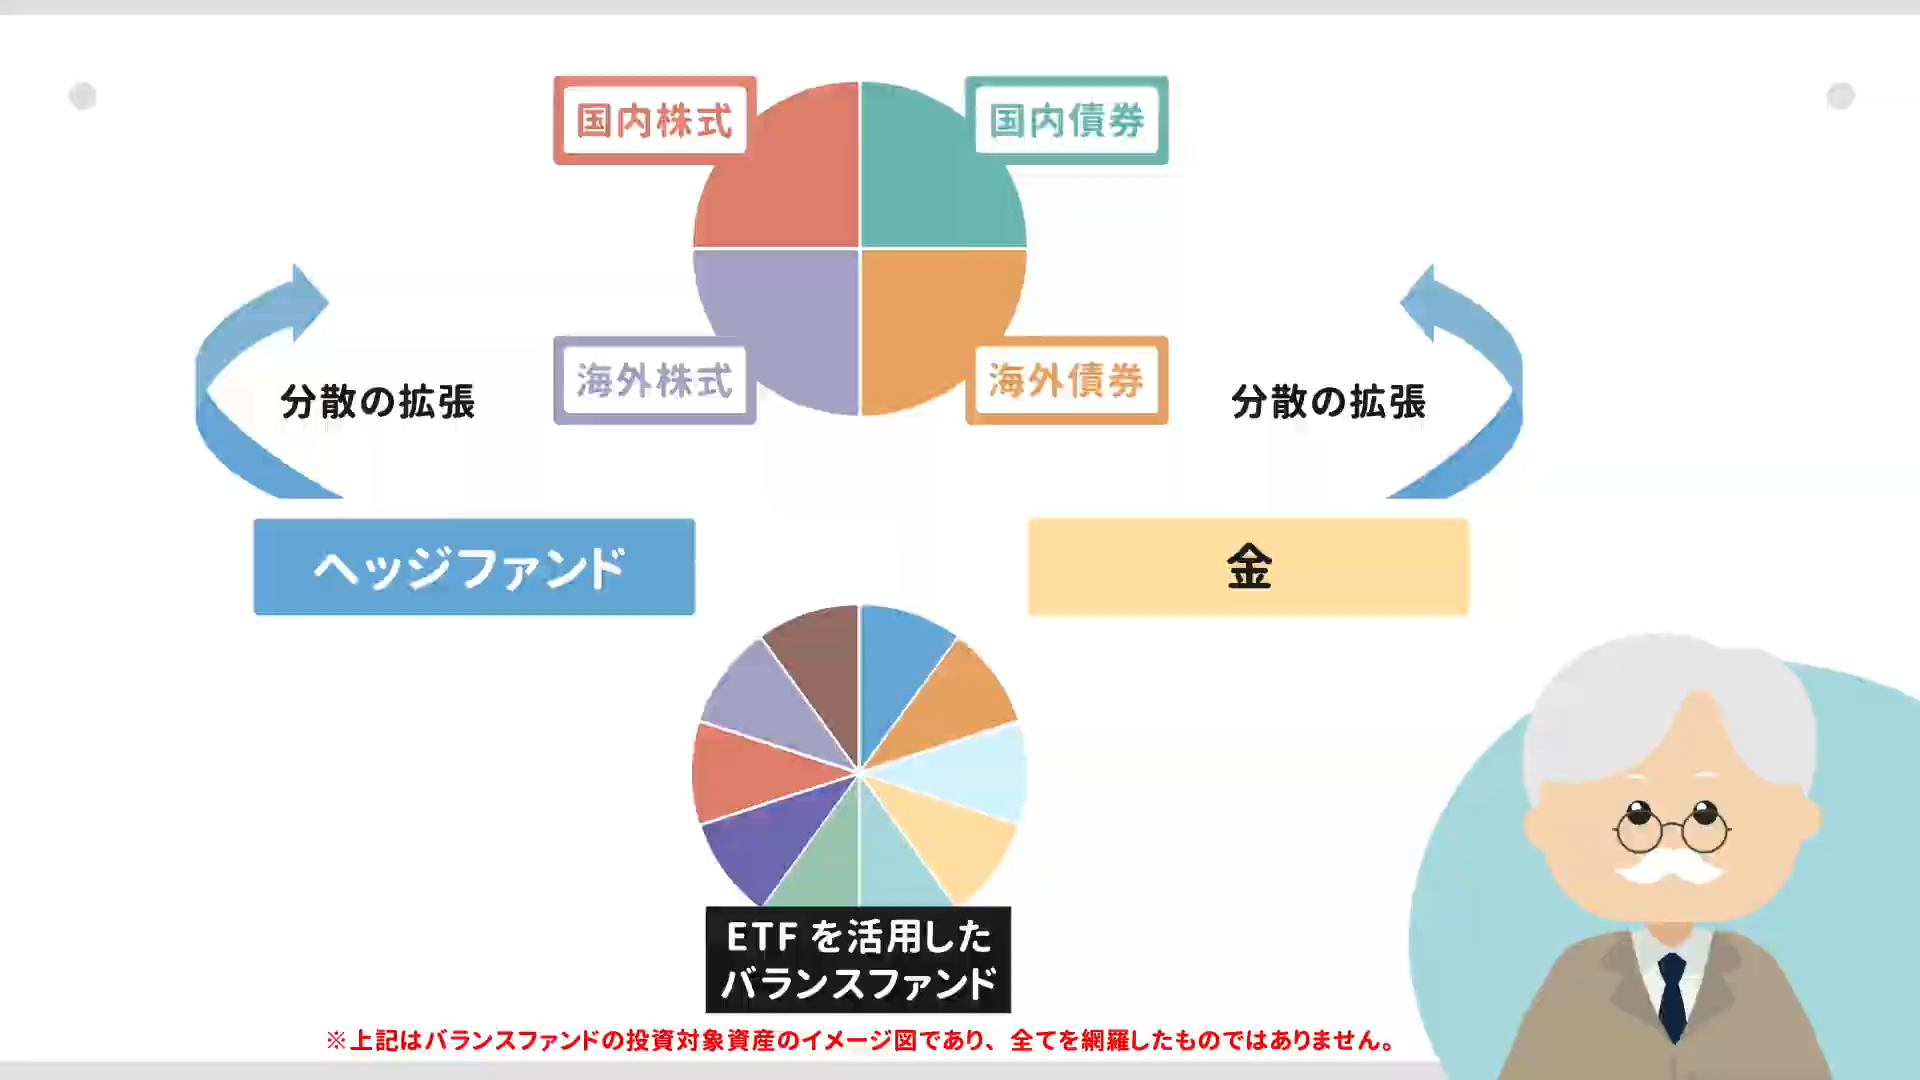 国内株式
国内債券
海外株式
海外債券
分散の拡張
分散の拡張
ヘッジファンド
金
ETF を活用した
バランスファンド
※上記はバランスファンドの投資対象資産のイメージ図であり、全てを網羅したものではありません。